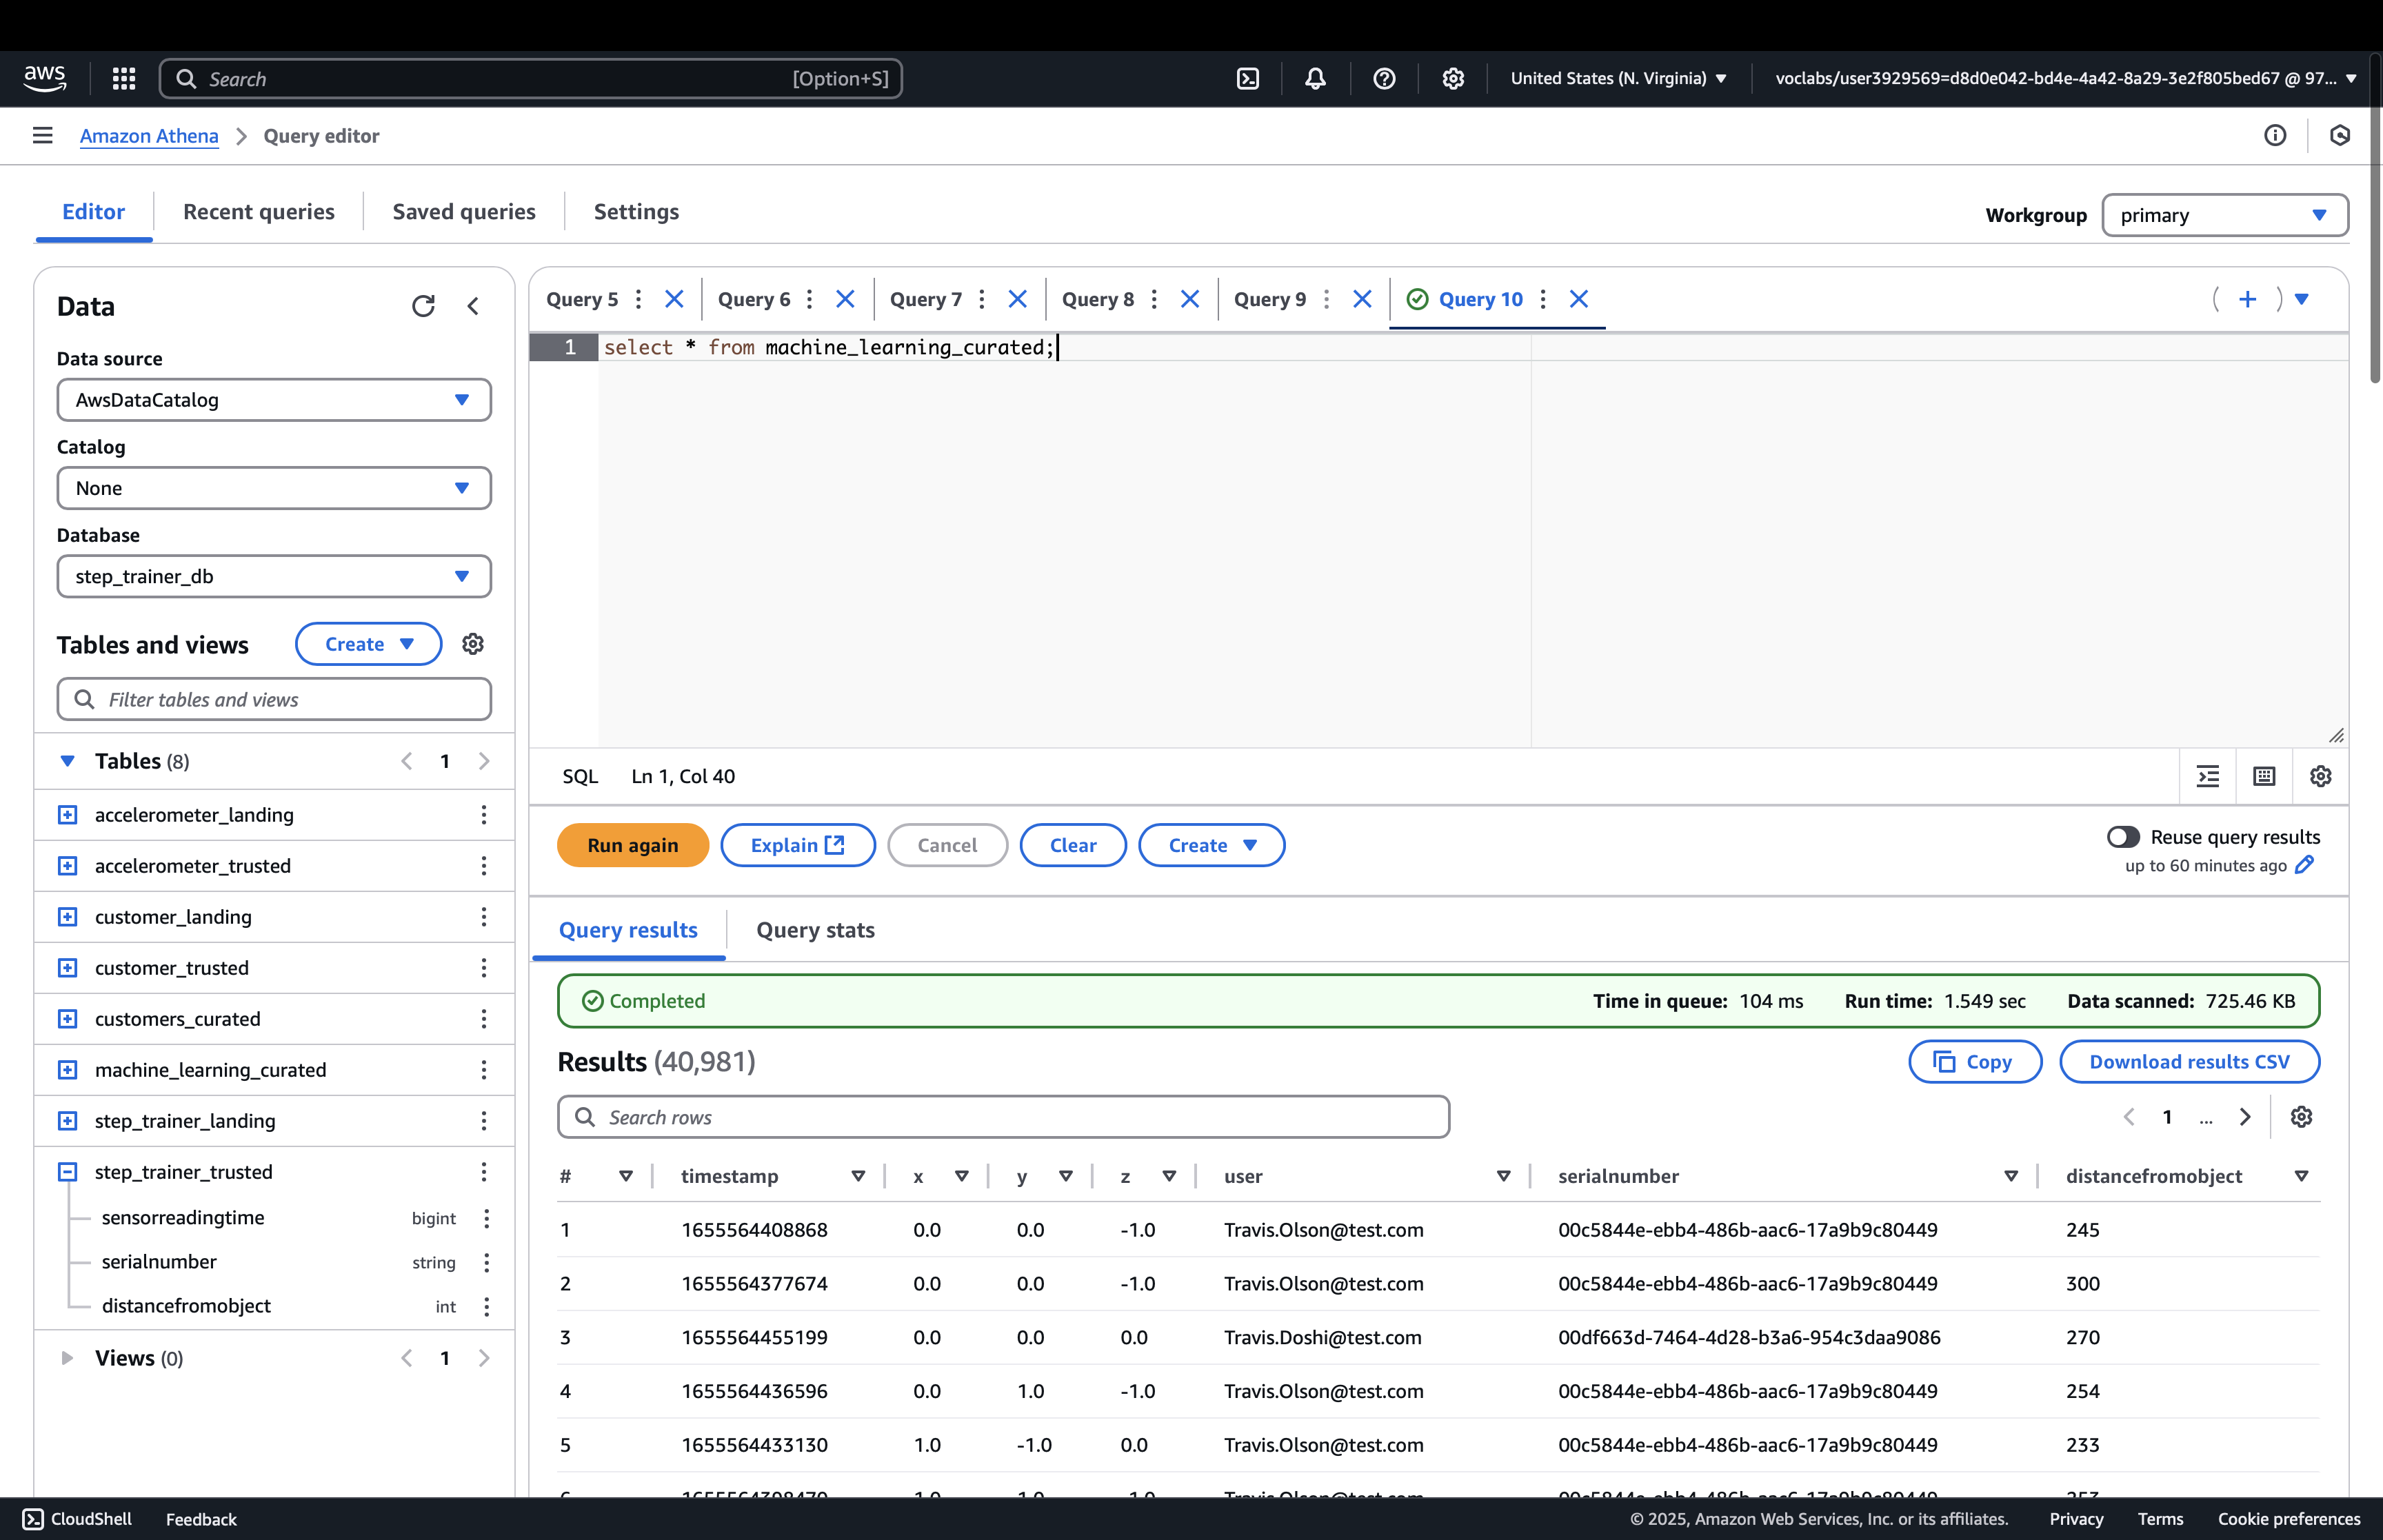 aws
Search [Option+S]
United States (N. Virginia)
voclabs/user3929569=d8d0e042-bd4e-4a42-8a29-3e2f805bed67 @ 97...
Amazon Athena > Query editor
Editor
Recent queries
Saved queries
Settings
Workgroup
primary
Data
Data source
AwsDataCatalog
Catalog
None
Database
step_trainer_db
Tables and views
Create
Filter tables and views
Tables (8)
1
accelerometer_landing
accelerometer_trusted
customer_landing
customer_trusted
customers_curated
machine_learning_curated
step_trainer_landing
step_trainer_trusted
sensorreadingtime bigint
serialnumber string
distancefromobject int
Views (0)
1
Query 5
Query 6
Query 7
Query 8
Query 9
Query 10
1 select * from machine_learning_curated;
SQL Ln 1, Col 40
Run again
Explain
Cancel
Clear
Create
Reuse query results
up to 60 minutes ago
Query results
Query stats
Completed
Time in queue: 104 ms Run time: 1.549 sec Data scanned: 725.46 KB
Results (40,981)
Copy
Download results CSV
Search rows
1 ...
# timestamp x y z user serialnumber distancefromobject
1 1655564408868 0.0 0.0 -1.0 Travis.Olson@test.com 00c5844e-ebb4-486b-aac6-17a9b9c80449 245
2 1655564377674 0.0 0.0 -1.0 Travis.Olson@test.com 00c5844e-ebb4-486b-aac6-17a9b9c80449 300
3 1655564455199 0.0 0.0 0.0 Travis.Doshi@test.com 00df663d-7464-4d28-b3a6-954c3daa9086 270
4 1655564436596 0.0 1.0 -1.0 Travis.Olson@test.com 00c5844e-ebb4-486b-aac6-17a9b9c80449 254
5 1655564433130 1.0 -1.0 0.0 Travis.Olson@test.com 00c5844e-ebb4-486b-aac6-17a9b9c80449 233
CloudShell
Feedback
© 2025, Amazon Web Services, Inc. or its affiliates.
Privacy
Terms
Cookie preferences